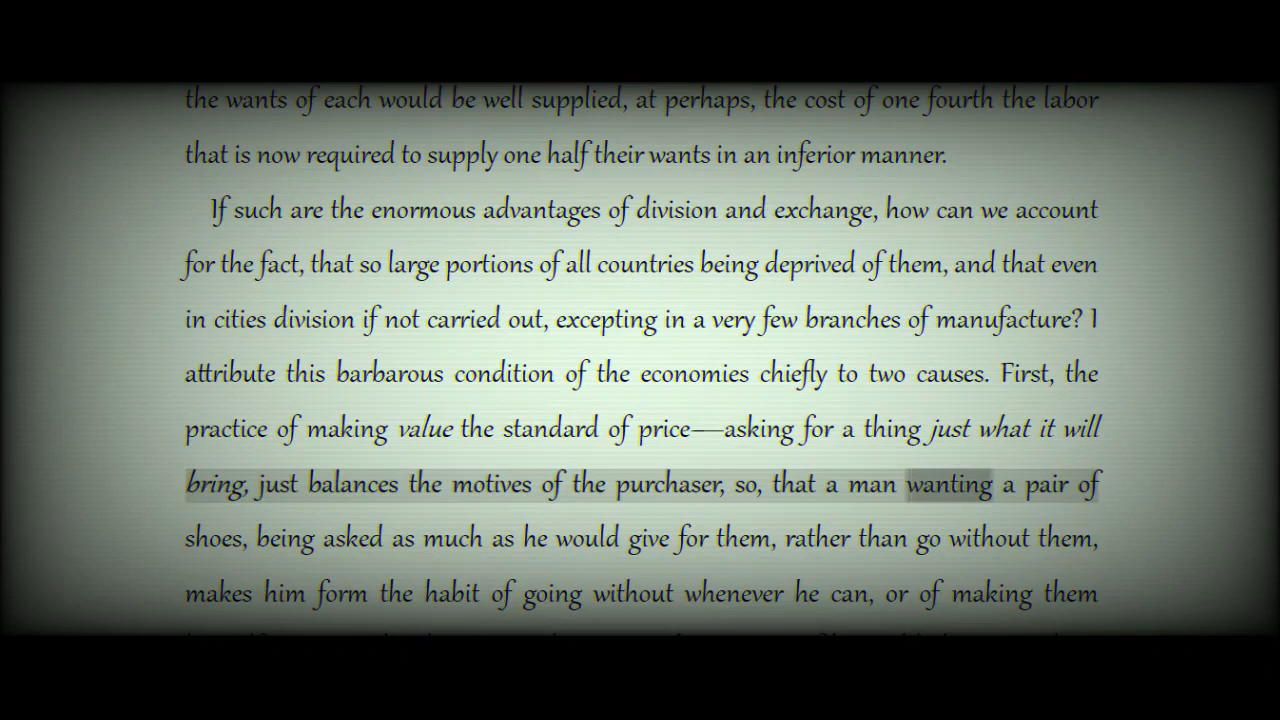 the wants of each would be well supplied, at perhaps, the cost of one fourth the labor
that is now required to supply one half their wants in an inferior manner.
If such are the enormous advantages of division and exchange, how can we account
for the fact, that so large portions of all countries being deprived of them, and that even
in cities division if not carried out, excepting in a very few branches of manufacture? I
attribute this barbarous condition of the economies chiefly to two causes. First, the
practice of making value the standard of price—asking for a thing just what it will
bring, just balances the motives of the purchaser, so, that a man wanting a pair of
shoes, being asked as much as he would give for them, rather than go without them,
makes him form the habit of going without whenever he can, or of making them